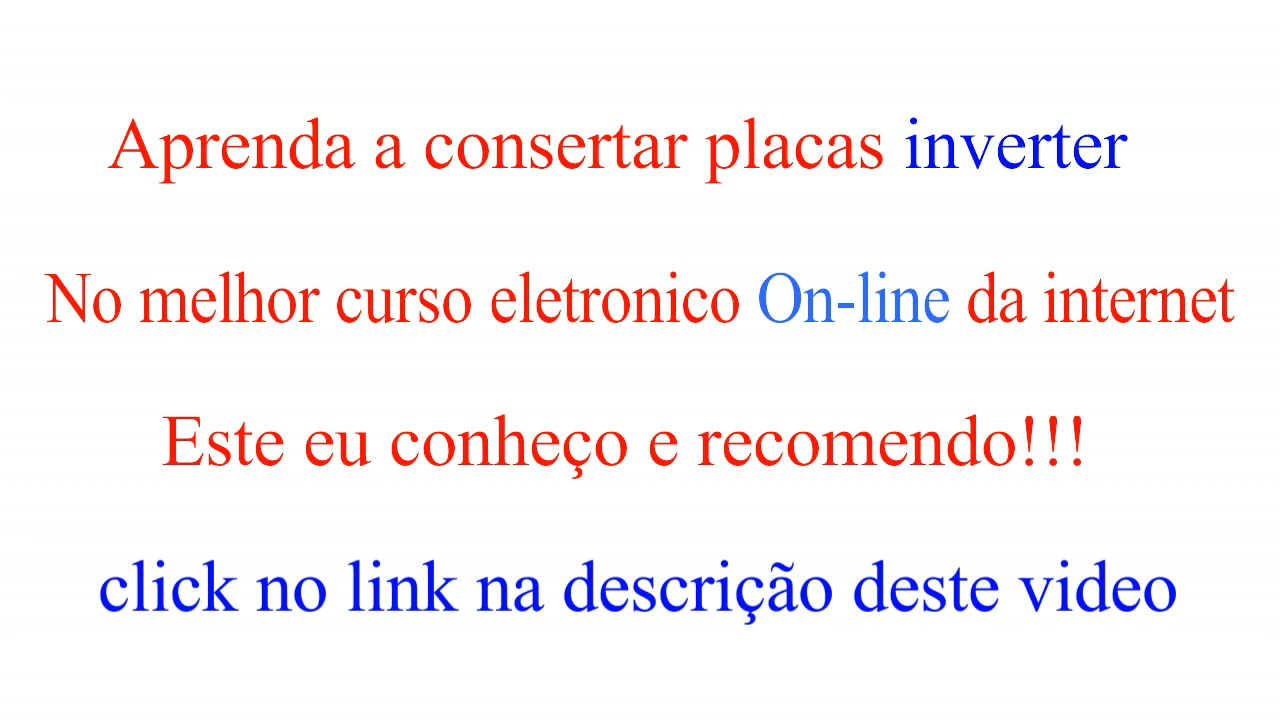 Aprenda a consertar placas inverter
No melhor curso eletronico On-line da internet
Este eu conheço e recomendo!!!
click no link na descrição deste video